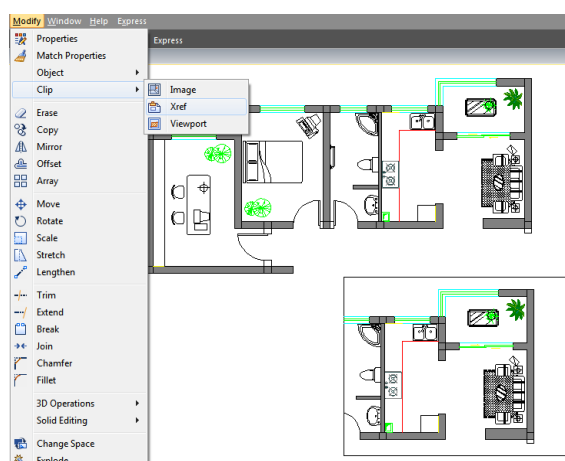 Modify Window Help Express
Properties
Express
Match Properties
Object
Clip
Image
Xref
Viewport
Erase
Copy
Mirror
Offset
Array
Move
Rotate
Scale
Stretch
Lengthen
Trim
Extend
Break
Join
Chamfer
Fillet
3D Operations
Solid Editing
Change Space
Explode